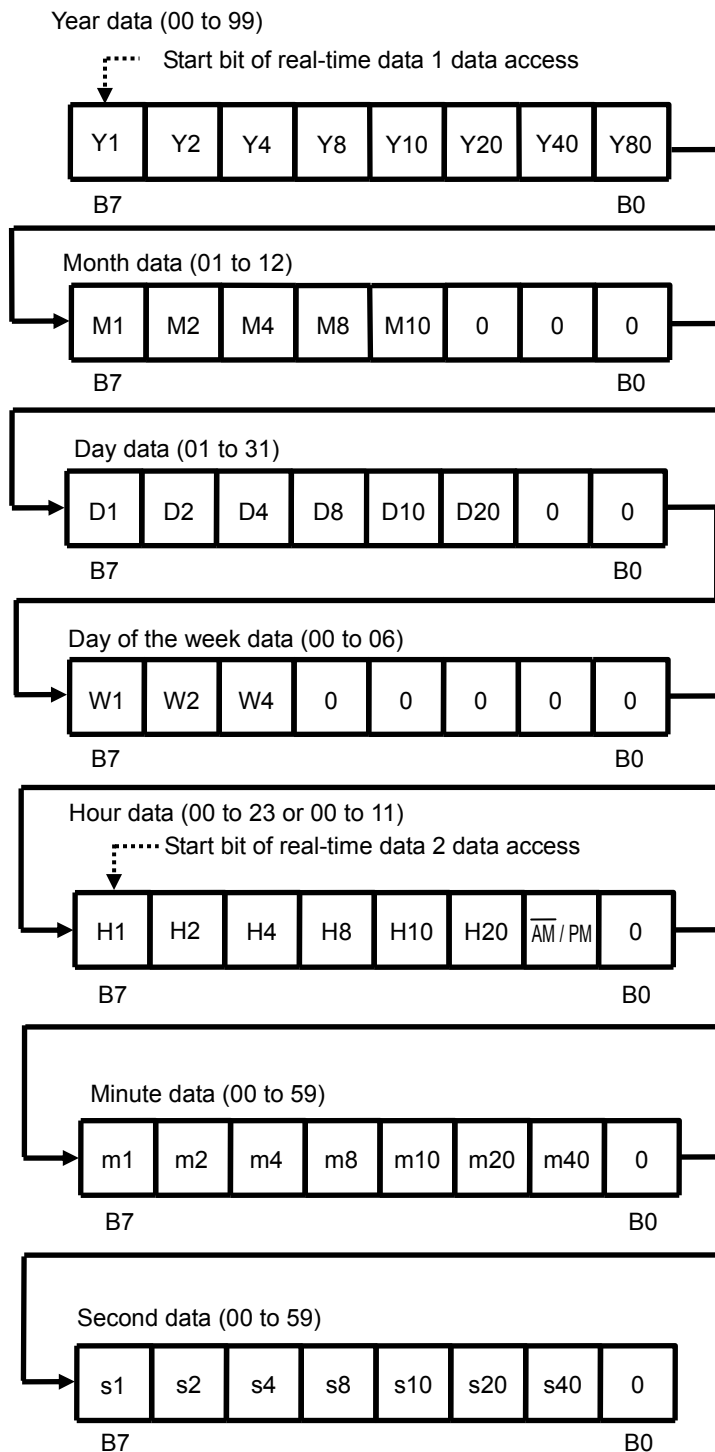 Year data (00 to 99)
Start bit of real-time data 1 data access
Y1 Y2 Y4 Y8 Y10 Y20 Y40 Y80
B7 B0
Month data (01 to 12)
M1 M2 M4 M8 M10 0 0 0
B7 B0
Day data (01 to 31)
D1 D2 D4 D8 D10 D20 0 0
B7 B0
Day of the week data (00 to 06)
W1 W2 W4 0 0 0 0 0
B7 B0
Hour data (00 to 23 or 00 to 11)
Start bit of real-time data 2 data access
H1 H2 H4 H8 H10 H20 A̅M̅ / PM 0
B7 B0
Minute data (00 to 59)
m1 m2 m4 m8 m10 m20 m40 0
B7 B0
Second data (00 to 59)
s1 s2 s4 s8 s10 s20 s40 0
B7 B0